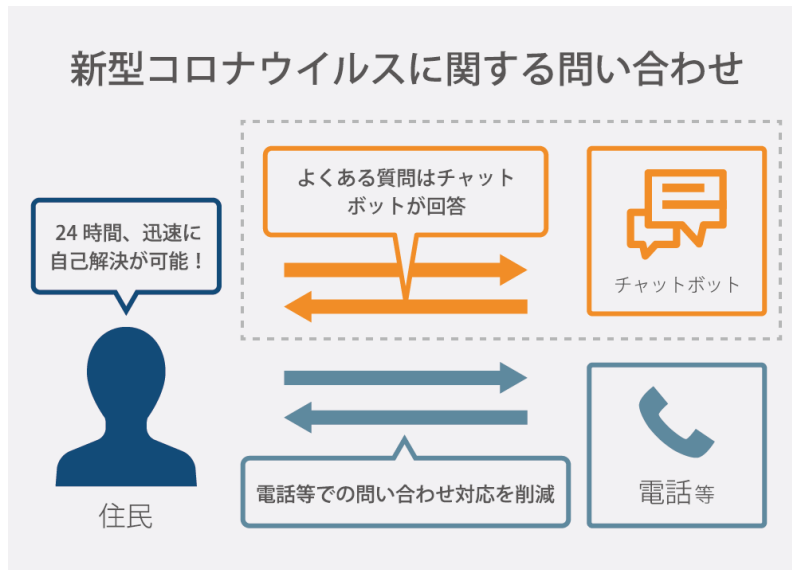 新型コロナウイルスに関する問い合わせ
よくある質問はチャット
ボットが回答
24時間、迅速に
自己解決が可能！
チャットボット
電話等での問い合わせ対応を削減
電話等
住民